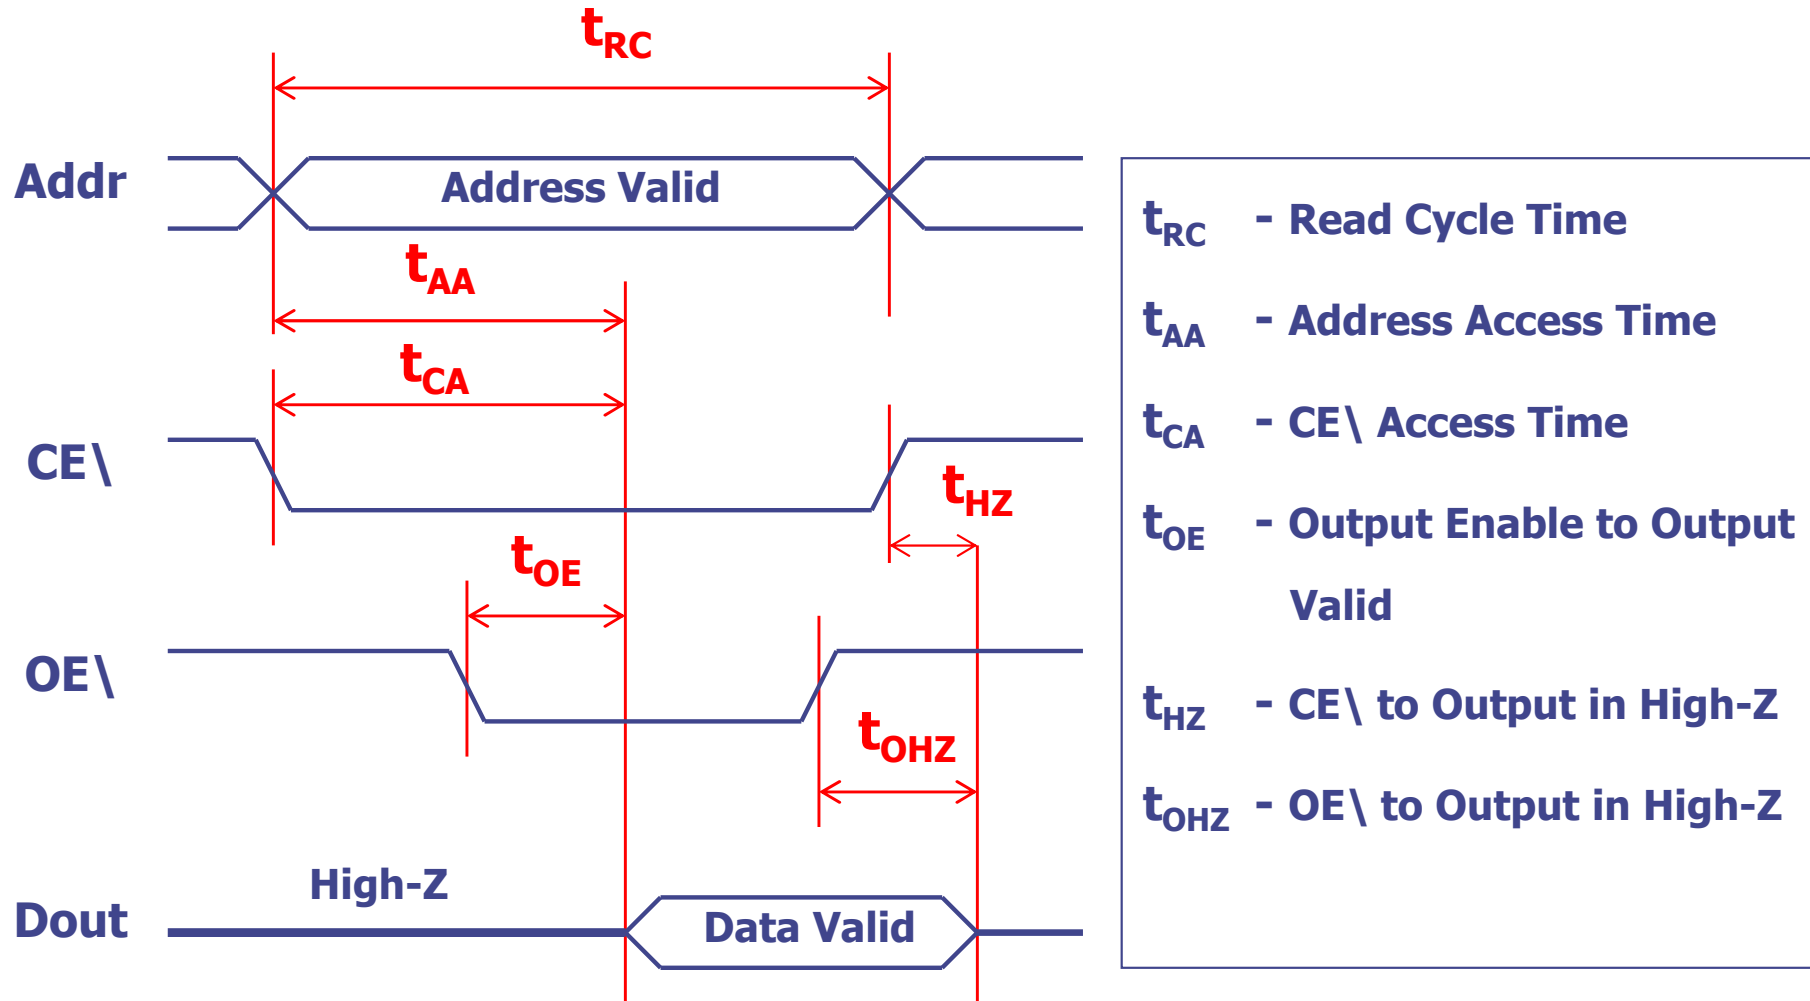 tRC
Addr
Address Valid
tAA
tCA
CE\
tHZ
tOE
OE\
tOHZ
High-Z
Dout
Data Valid
tRC - Read Cycle Time
tAA - Address Access Time
tCA - CE\ Access Time
tOE - Output Enable to Output
Valid
tHZ - CE\ to Output in High-Z
tOHZ - OE\ to Output in High-Z